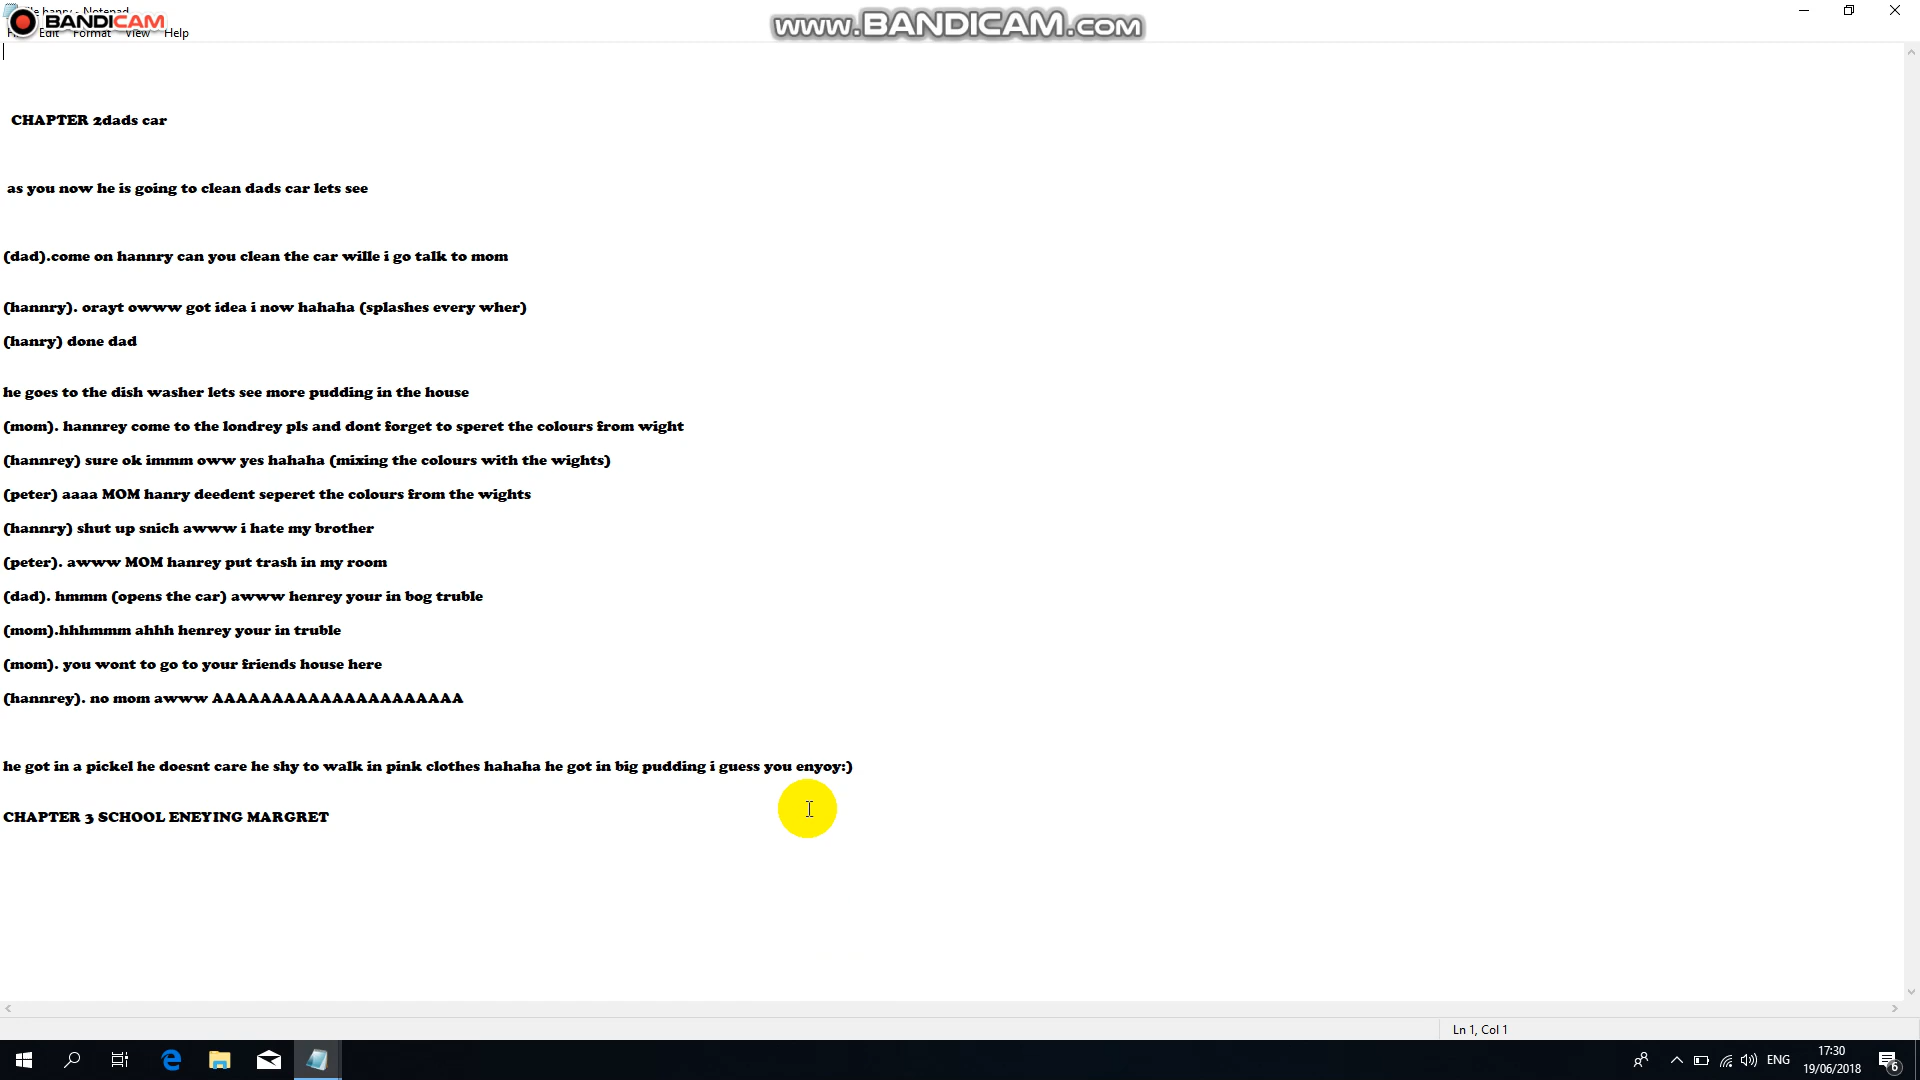 file hanry - Notepad
BANDICAM
www.BANDICAM.com
Edit Format View Help
CHAPTER 2dads car
as you now he is going to clean dads car lets see
(dad).come on hannry can you clean the car wille i go talk to mom
(hannry). orayt owww got idea i now hahaha (splashes every wher)
(hanry) done dad
he goes to the dish washer lets see more pudding in the house
(mom). hannrey come to the londrey pls and dont forget to speret the colours from wight
(hannrey) sure ok immm oww yes hahaha (mixing the colours with the wights)
(peter) aaaa MOM hanry deedent seperet the colours from the wights
(hannry) shut up snich awww i hate my brother
(peter). awww MOM hanrey put trash in my room
(dad). hmmm (opens the car) awww henrey your in bog truble
(mom).hhhmmm ahhh henrey your in truble
(mom). you wont to go to your friends house here
(hannrey). no mom awww AAAAAAAAAAAAAAAAAAAAA
he got in a pickel he doesnt care he shy to walk in pink clothes hahaha he got in big pudding i guess you enyoy:)
CHAPTER 3 SCHOOL ENEYING MARGRET
Ln 1, Col 1
ENG
17:30
19/06/2018
6